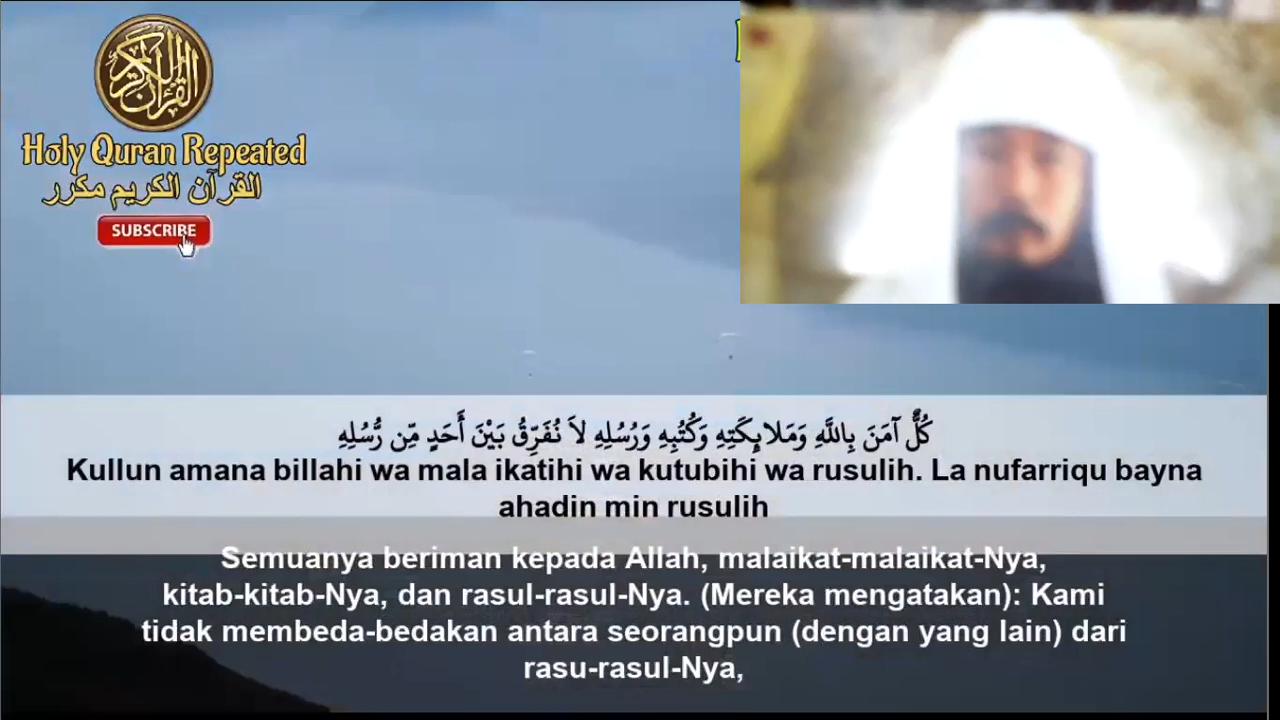 Holy Quran Repeated
القرآن الكريم مكرر
SUBSCRIBE
كُلٌّ آمَنَ بِاللَّهِ وَمَلآئِكَتِهِ وَكُتُبِهِ وَرُسُلِهِ لاَ نُفَرِّقُ بَيْنَ أَحَدٍ مِّن رُّسُلِهِ
Kullun amana billahi wa mala ikatihi wa kutubihi wa rusulih. La nufarriqu bayna
ahadin min rusulih
Semuanya beriman kepada Allah, malaikat-malaikat-Nya,
kitab-kitab-Nya, dan rasul-rasul-Nya. (Mereka mengatakan): Kami
tidak membeda-bedakan antara seorangpun (dengan yang lain) dari
rasu-rasul-Nya,